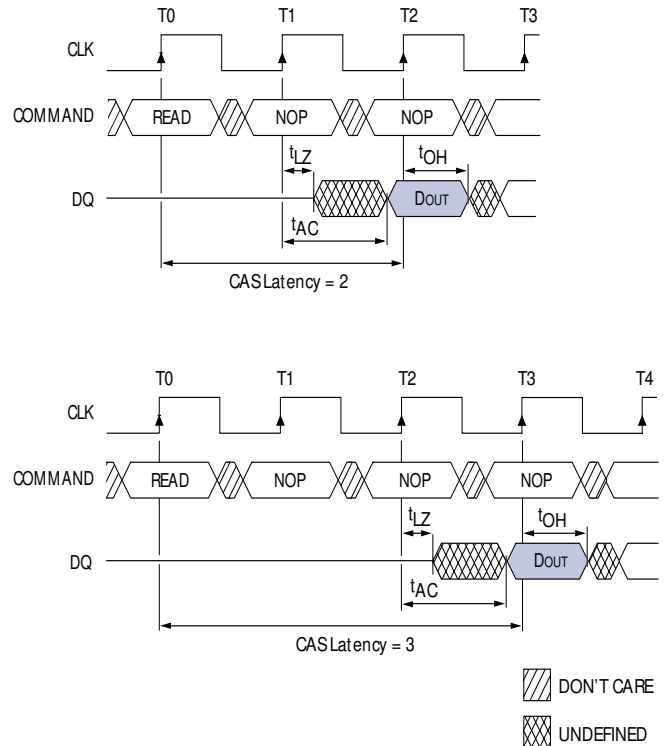 T0 T1 T2 T3
CLK
COMMAND READ NOP NOP
tLZ tOH
DQ DOUT
tAC
CAS Latency = 2
T0 T1 T2 T3 T4
CLK
COMMAND READ NOP NOP NOP
tLZ tOH
DQ DOUT
tAC
CAS Latency = 3
DON'T CARE
UNDEFINED